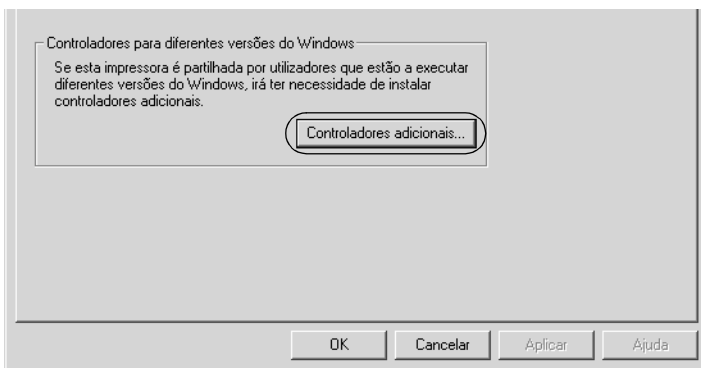 Controladores para diferentes versões do Windows
Se esta impressora é partilhada por utilizadores que estão a executar
diferentes versões do Windows, irá ter necessidade de instalar
controladores adicionais.
Controladores adicionais...
OK Cancelar Aplicar Ajuda